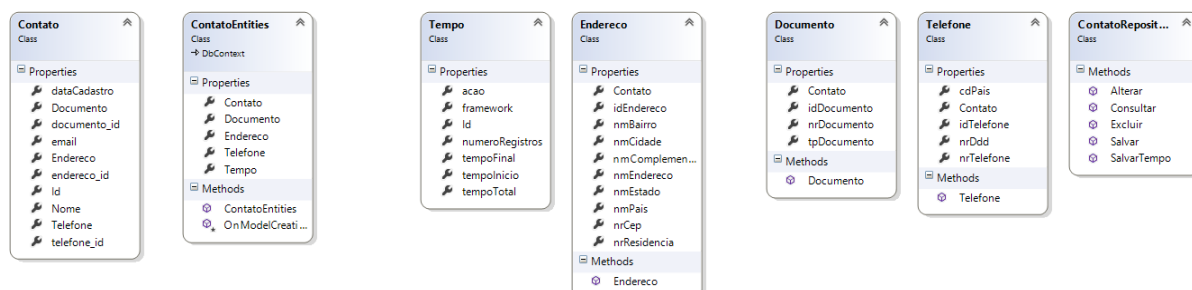 Contato
Class
Properties
dataCadastro
Documento
documento_id
email
Endereco
endereco_id
Id
Nome
Telefone
telefone_id
ContatoEntities
Class
DbContext
Properties
Contato
Documento
Endereco
Telefone
Tempo
Methods
ContatoEntities
OnModelCreati...
Tempo
Class
Properties
acao
framework
Id
numeroRegistros
tempoFinal
tempoInicio
tempoTotal
Endereco
Class
Properties
Contato
idEndereco
nmBairro
nmCidade
nmComplemen...
nmEndereco
nmEstado
nmPais
nrCep
nrResidencia
Methods
Endereco
Documento
Class
Properties
Contato
idDocumento
nrDocumento
tpDocumento
Methods
Documento
Telefone
Class
Properties
cdPais
Contato
idTelefone
nrDdd
nrTelefone
Methods
Telefone
ContatoReposit...
Class
Methods
Alterar
Consultar
Excluir
Salvar
SalvarTempo